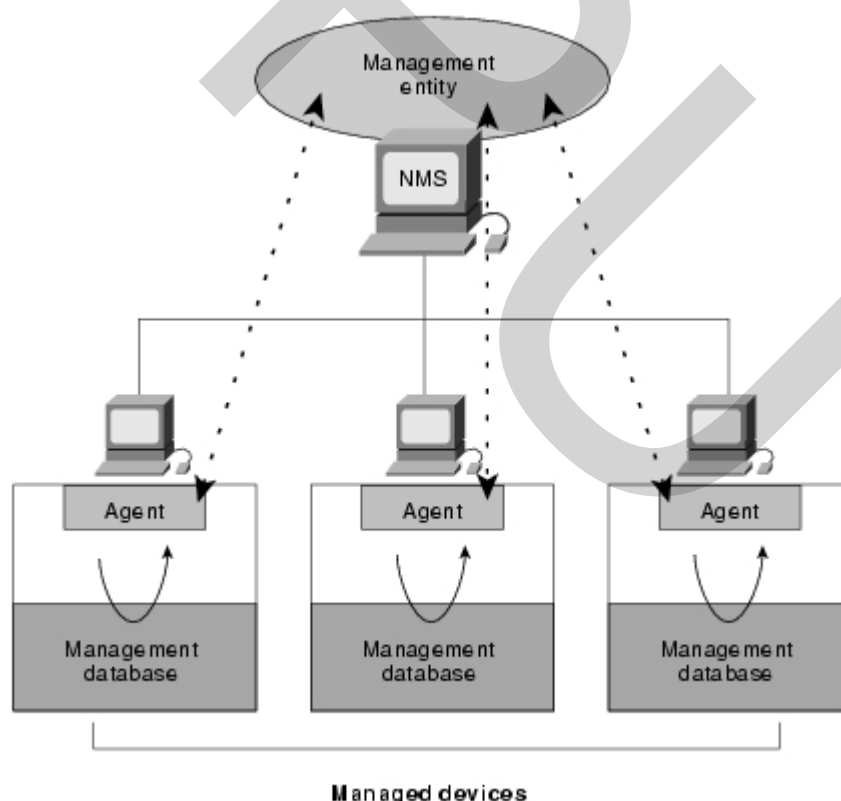 Management
entity
NMS
Agent
Agent
Agent
Management
database
Management
database
Management
database
Managed devices